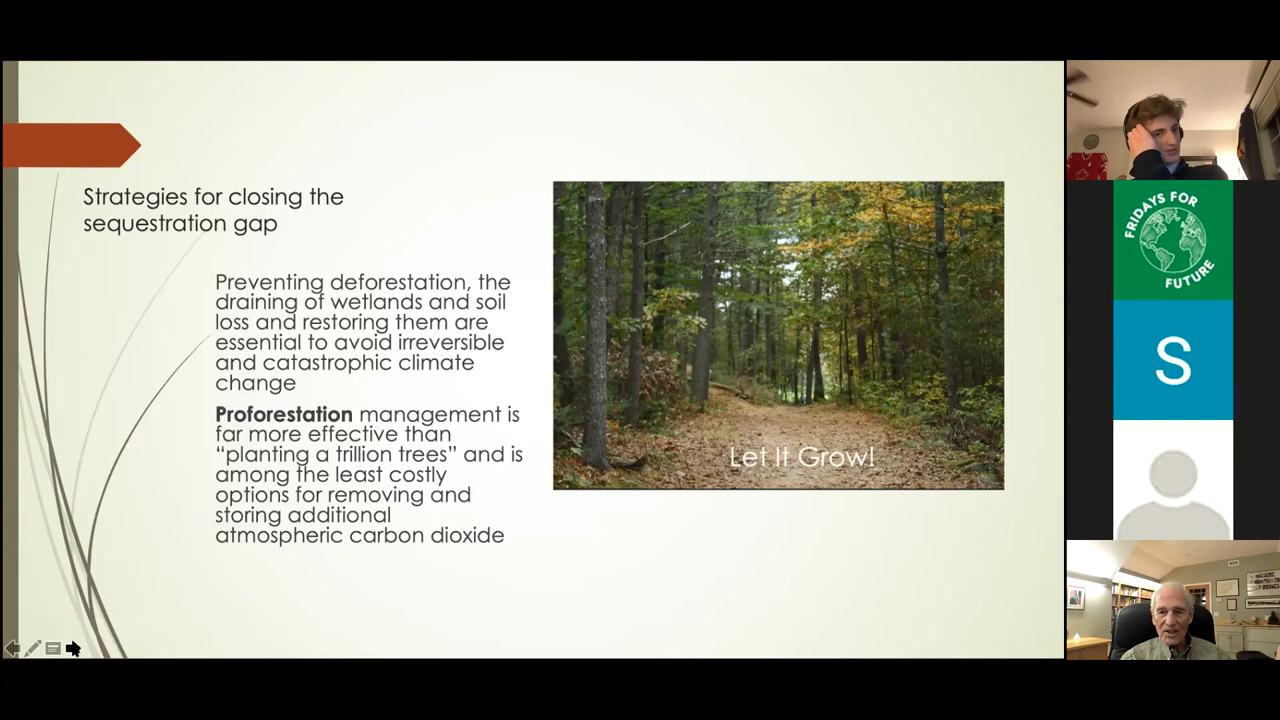 Strategies for closing the
sequestration gap
Preventing deforestation, the
draining of wetlands and soil
loss and restoring them are
essential to avoid irreversible
and catastrophic climate
change
Proforestation management is
far more effective than
“planting a trillion trees” and is
among the least costly
options for removing and
storing additional
atmospheric carbon dioxide
Let It Grow!
FRIDAYS FOR
FUTURE
S